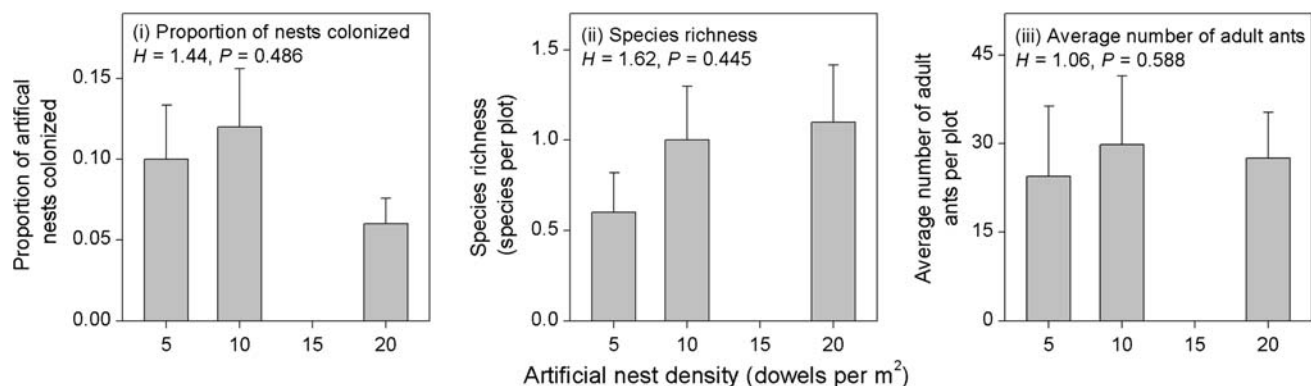 (i) Proportion of nests colonized
H = 1.44, P = 0.486
Proportion of artifical
nests colonized
0.15
0.10
0.05
0.00
5 10 15 20
(ii) Species richness
H = 1.62, P = 0.445
Species richness
(species per plot)
1.5
1.0
0.5
0.0
5 10 15 20
(iii) Average number of adult ants
H = 1.06, P = 0.588
Average number of adult
ants per plot
45
30
15
0
5 10 15 20
Artificial nest density (dowels per m²)